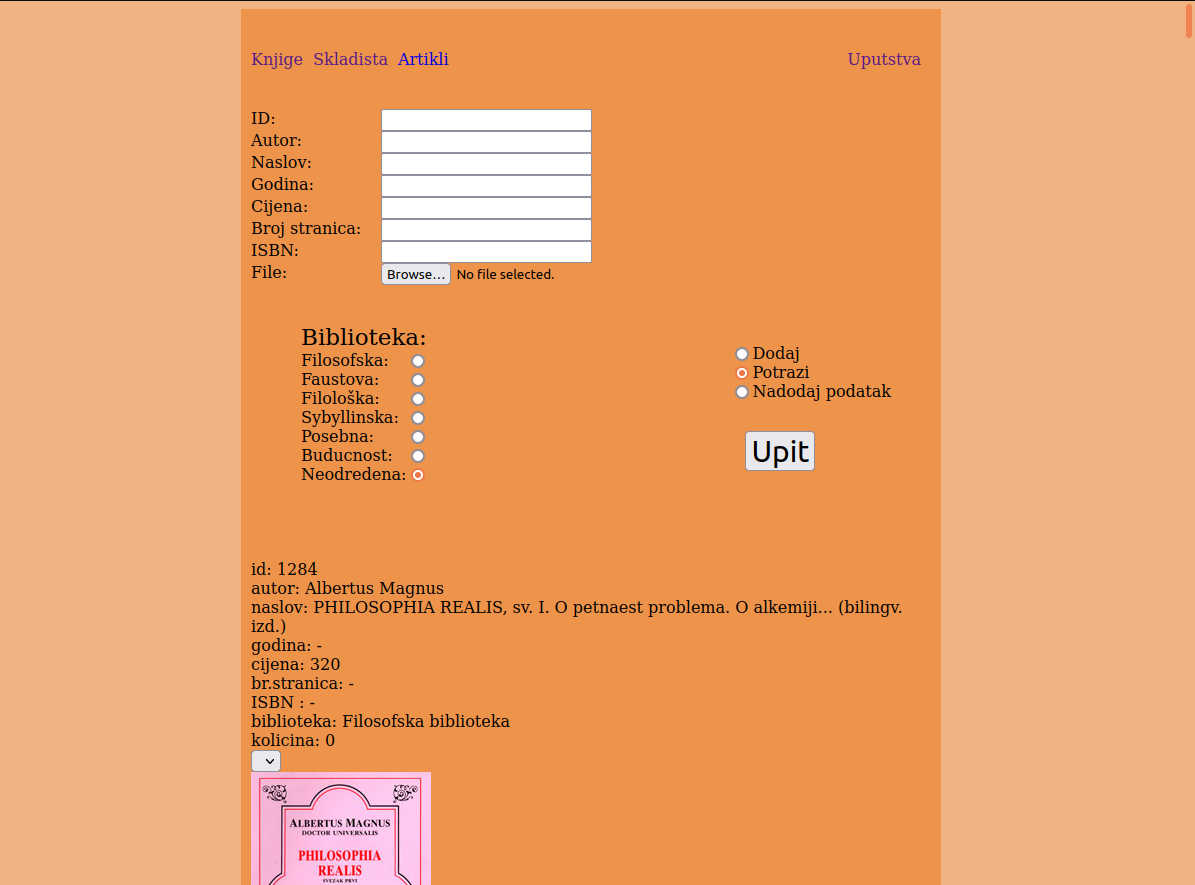 Knjige Skladista Artikli Uputstva
ID:
Autor:
Naslov:
Godina:
Cijena:
Broj stranica:
ISBN:
File: Browse... No file selected.
Biblioteka:
Filosofska:
Faustova:
Filološka:
Sybyllinska:
Posebna:
Buducnost:
Neodredena:
Dodaj
Potrazi
Nadodaj podatak
Upit
id: 1284
autor: Albertus Magnus
naslov: PHILOSOPHIA REALIS, sv. I. O petnaest problema. O alkemiji... (bilingv.
izd.)
godina: -
cijena: 320
br.stranica: -
ISBN : -
biblioteka: Filosofska biblioteka
kolicina: 0
ALBERTUS MAGNUS
DOCTOR UNIVERSALIS
PHILOSOPHIA
REALIS
SVEZAK PRVI